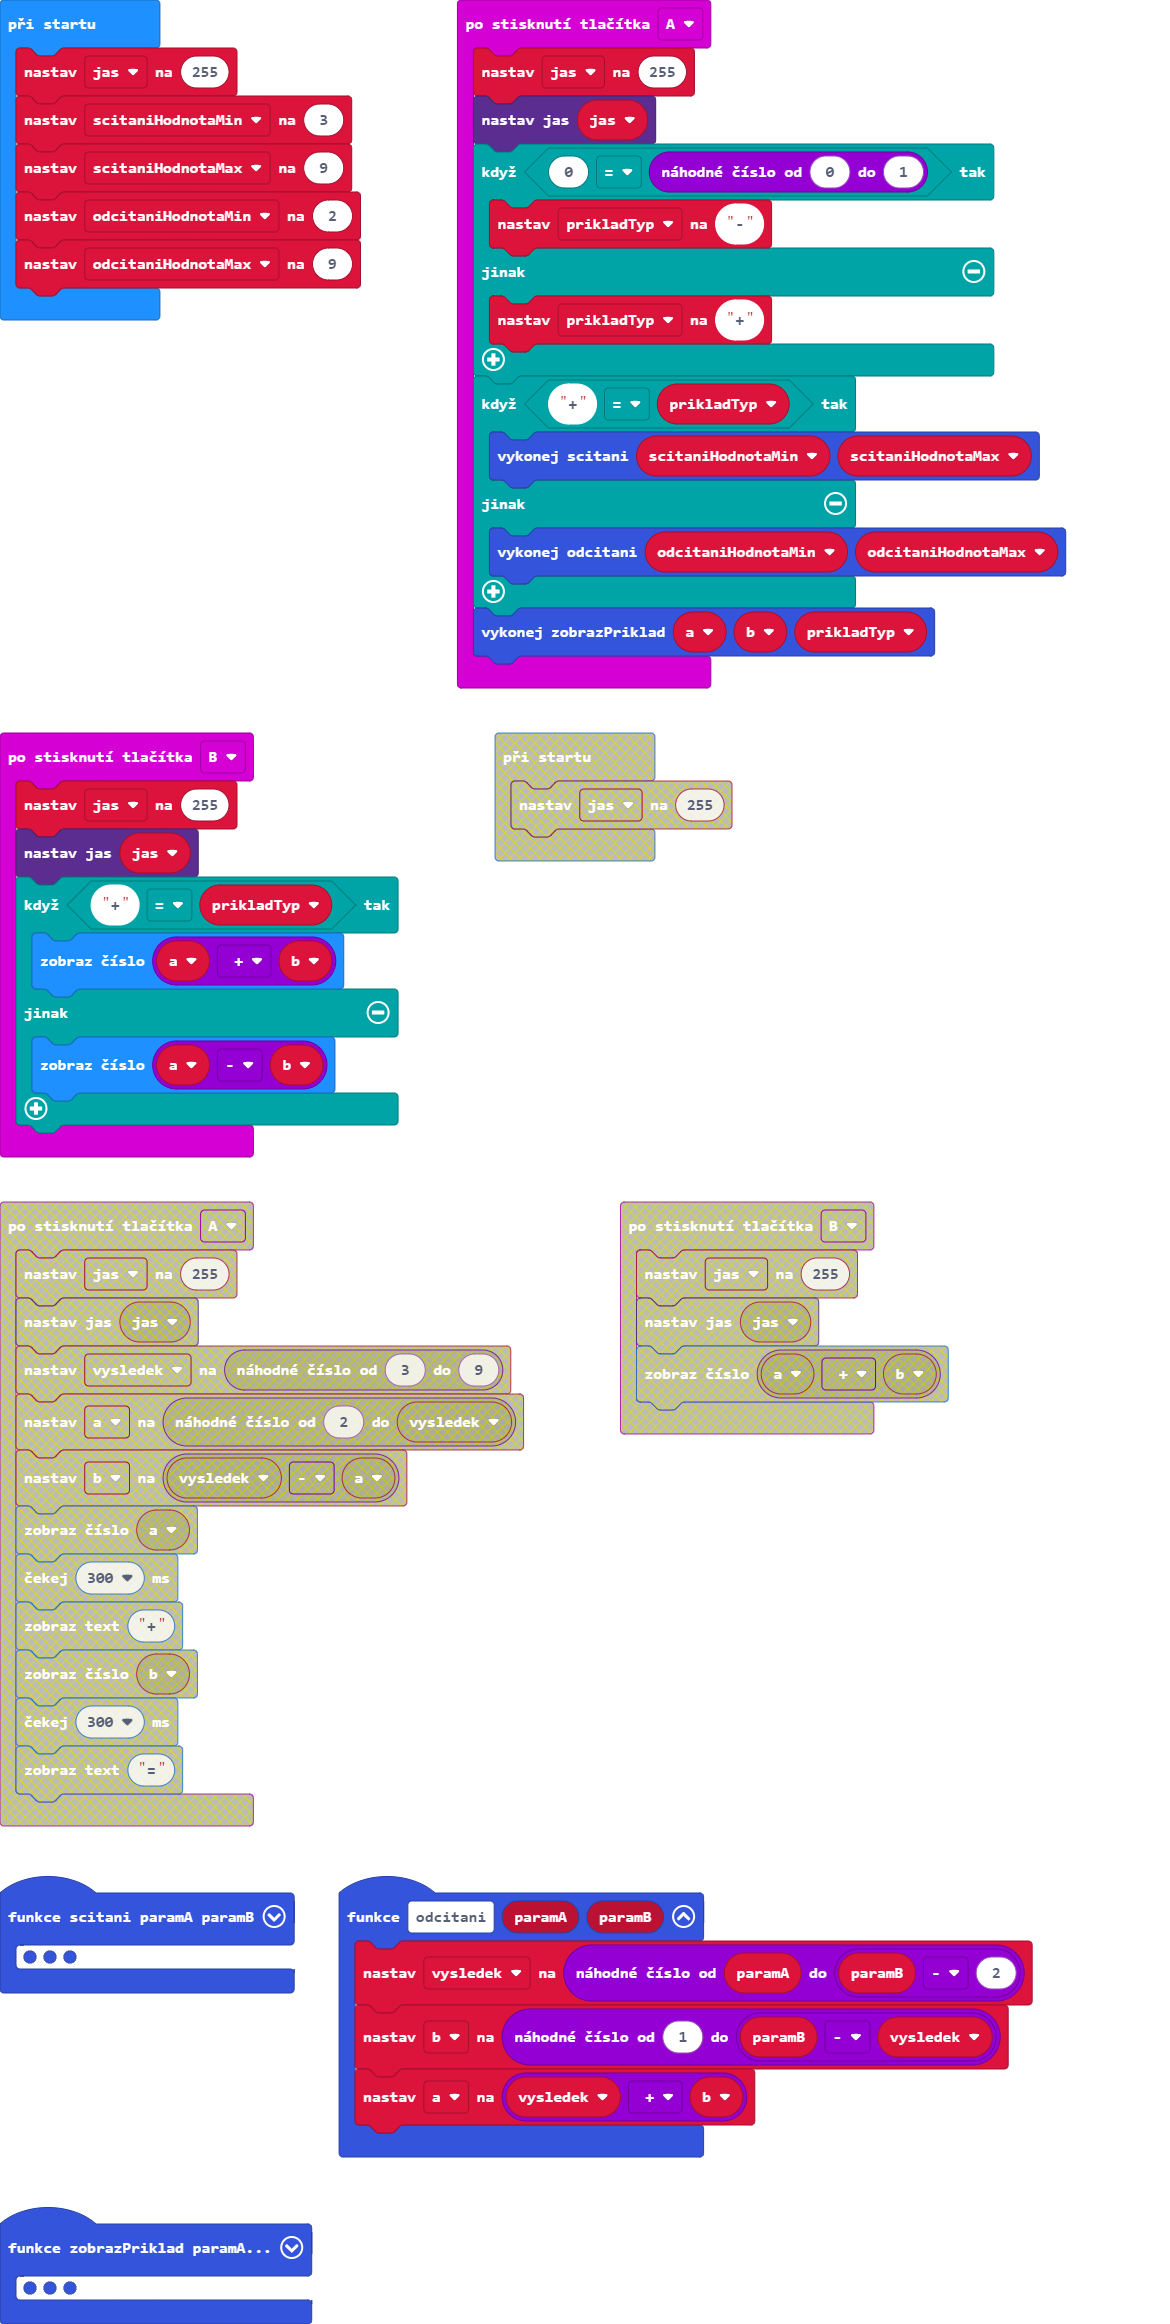 při startu
nastav jas na 255
nastav scitaniHodnotaMin na 3
nastav scitaniHodnotaMax na 9
nastav odcitaniHodnotaMin na 2
nastav odcitaniHodnotaMax na 9
po stisknutí tlačítka A
nastav jas na 255
nastav jas jas
když 0 = náhodné číslo od 0 do 1 tak
nastav prikladTyp na "-"
jinak
nastav prikladTyp na "+"
když "+" = prikladTyp tak
vykonej scitani scitaniHodnotaMin scitaniHodnotaMax
jinak
vykonej odcitani odcitaniHodnotaMin odcitaniHodnotaMax
vykonej zobrazPriklad a b prikladTyp
po stisknutí tlačítka B
nastav jas na 255
nastav jas jas
když "+" = prikladTyp tak
zobraz číslo a + b
jinak
zobraz číslo a - b
při startu
nastav jas na 255
po stisknutí tlačítka A
nastav jas na 255
nastav jas jas
nastav vysledek na náhodné číslo od 3 do 9
nastav a na náhodné číslo od 2 do vysledek
nastav b na vysledek - a
zobraz číslo a
čekej 300 ms
zobraz text "+"
zobraz číslo b
čekej 300 ms
zobraz text "="
po stisknutí tlačítka B
nastav jas na 255
nastav jas jas
zobraz číslo a + b
funkce scitani paramA paramB
funkce odcitani paramA paramB
nastav vysledek na náhodné číslo od paramA do paramB - 2
nastav b na náhodné číslo od 1 do paramB - vysledek
nastav a na vysledek + b
funkce zobrazPriklad paramA...